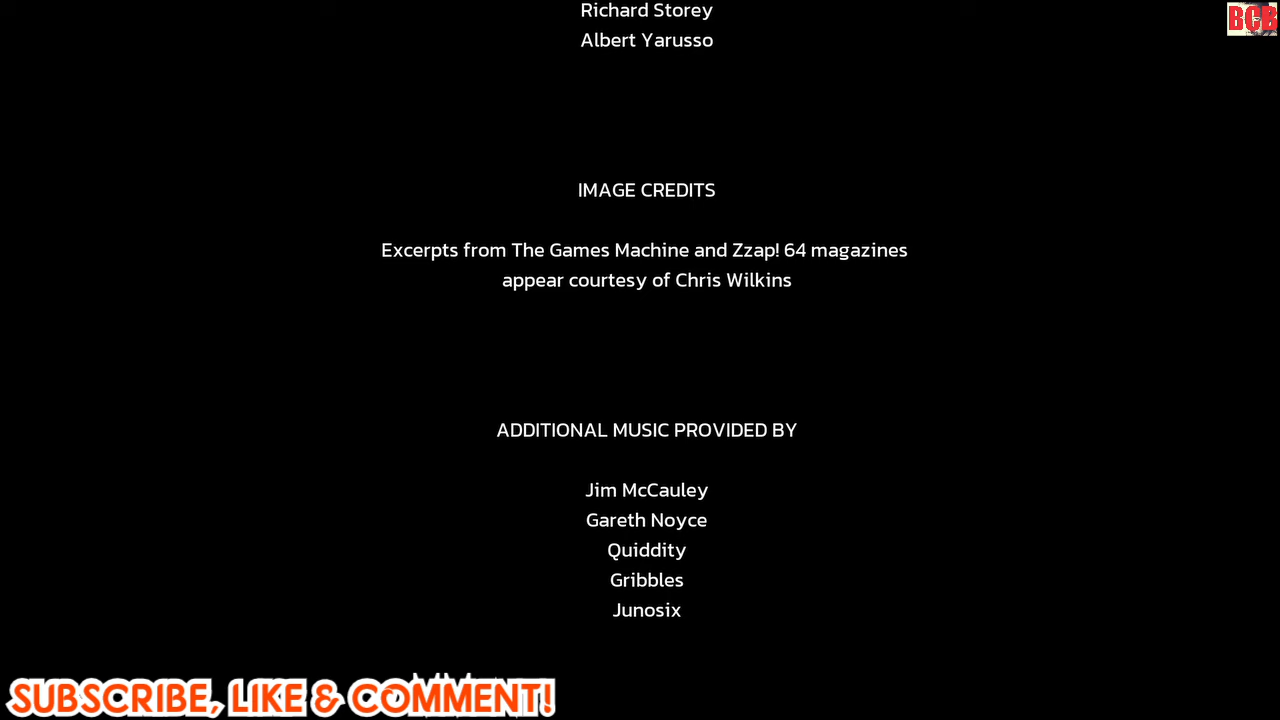 Richard Storey
BCB
Albert Yarusso
IMAGE CREDITS
Excerpts from The Games Machine and Zzap! 64 magazines
appear courtesy of Chris Wilkins
ADDITIONAL MUSIC PROVIDED BY
Jim McCauley
Gareth Noyce
Quiddity
Gribbles
Junosix
SUBSCRIBE, LIKE & COMMENT!